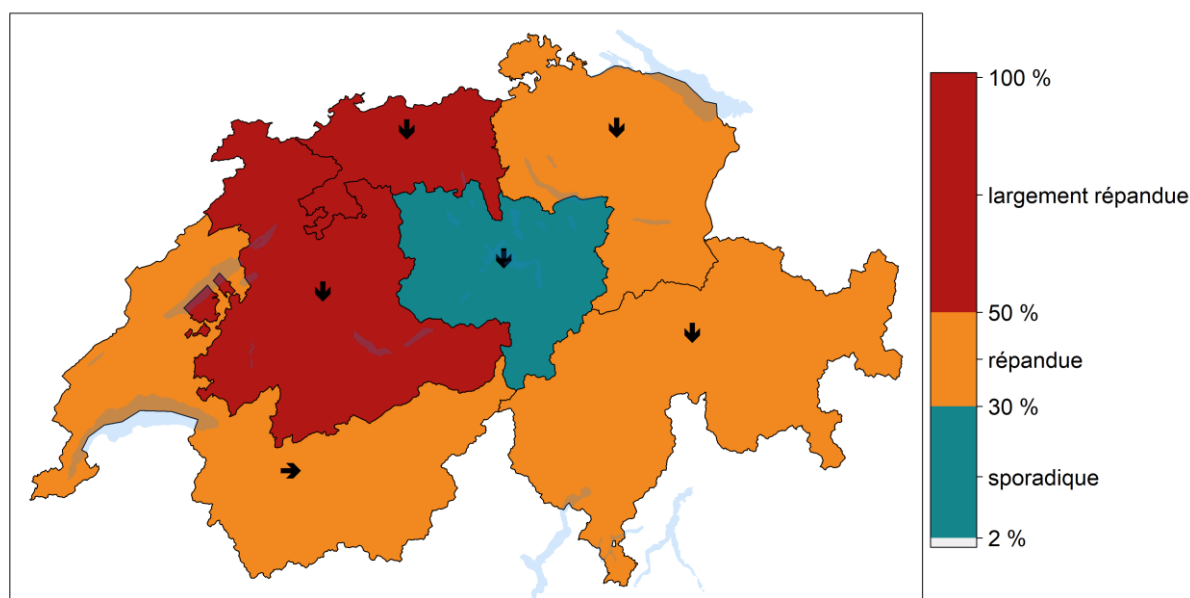 100 %
largement répandue
50 %
répandue
30 %
sporadique
2 %